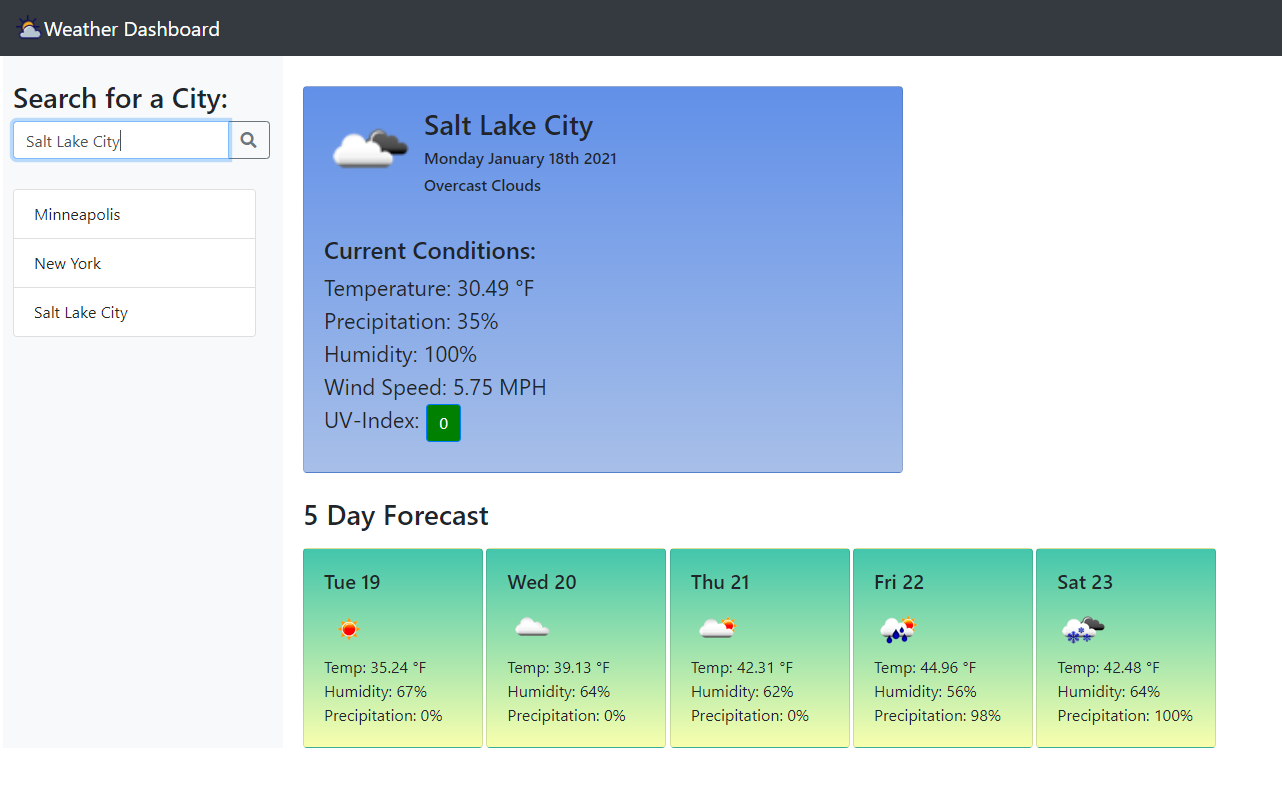 Weather Dashboard
Search for a City:
Salt Lake City
Minneapolis
New York
Salt Lake City
Salt Lake City
Monday January 18th 2021
Overcast Clouds
Current Conditions:
Temperature: 30.49 °F
Precipitation: 35%
Humidity: 100%
Wind Speed: 5.75 MPH
UV-Index: 0
5 Day Forecast
Tue 19
Temp: 35.24 °F
Humidity: 67%
Precipitation: 0%
Wed 20
Temp: 39.13 °F
Humidity: 64%
Precipitation: 0%
Thu 21
Temp: 42.31 °F
Humidity: 62%
Precipitation: 0%
Fri 22
Temp: 44.96 °F
Humidity: 56%
Precipitation: 98%
Sat 23
Temp: 42.48 °F
Humidity: 64%
Precipitation: 100%